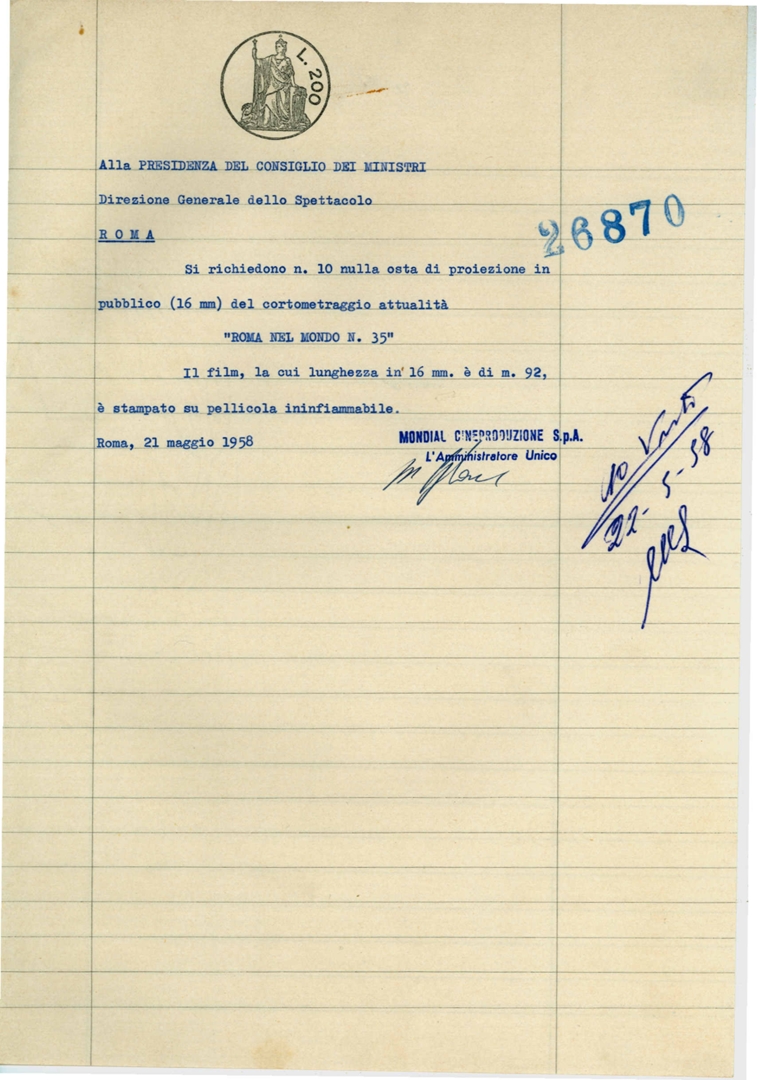 L. 200
Alla PRESIDENZA DEL CONSIGLIO DEI MINISTRI
Direzione Generale dello Spettacolo
R O M A
26870
Si richiedono n. 10 nulla osta di proiezione in
pubblico (16 mm) del cortometraggio attualità
"ROMA NEL MONDO N. 35"
Il film, la cui lunghezza in 16 mm. è di m. 92,
è stampato su pellicola ininfiammabile.
Roma, 21 maggio 1958
MONDIAL CINEPRODUZIONE S.p.A.
L'Amministratore Unico
10 Visti
22-5-58